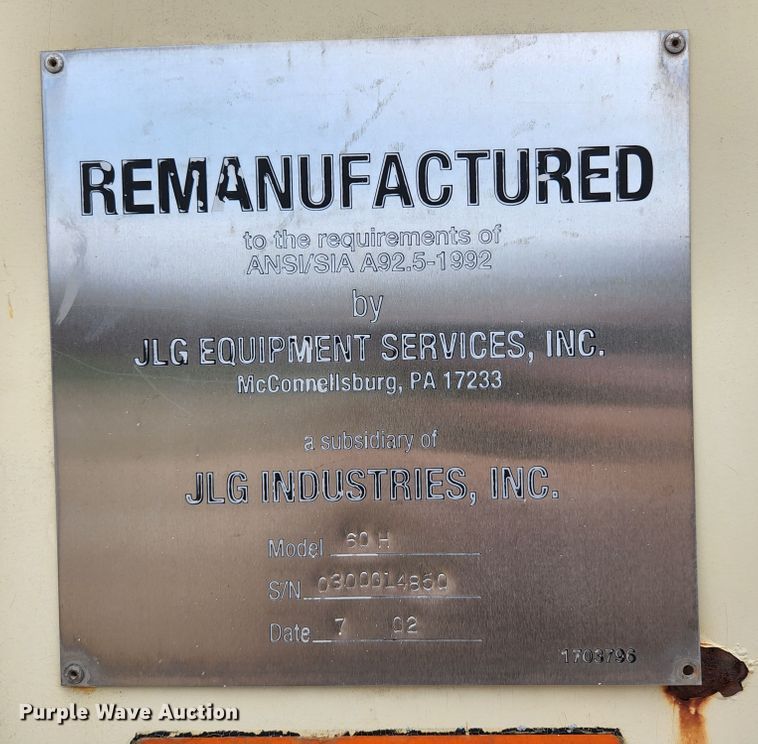 REMANUFACTURED
to the requirements of
ANSI/SIA A92.5-1992
by
JLG EQUIPMENT SERVICES, INC.
McConnellsburg, PA 17233
a subsidiary of
JLG INDUSTRIES, INC.
Model 60 H
S/N 0300014850
Date 7 02
1703796
Purple Wave Auction